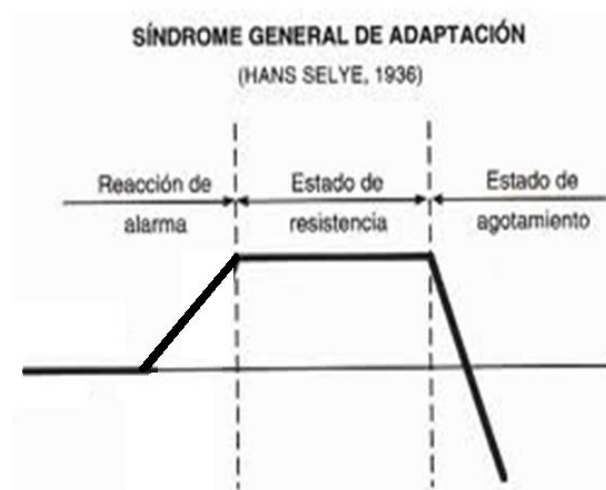 SÍNDROME GENERAL DE ADAPTACIÓN
(HANS SELYE, 1936)
Reacción de
alarma
Estado de
resistencia
Estado de
agotamiento